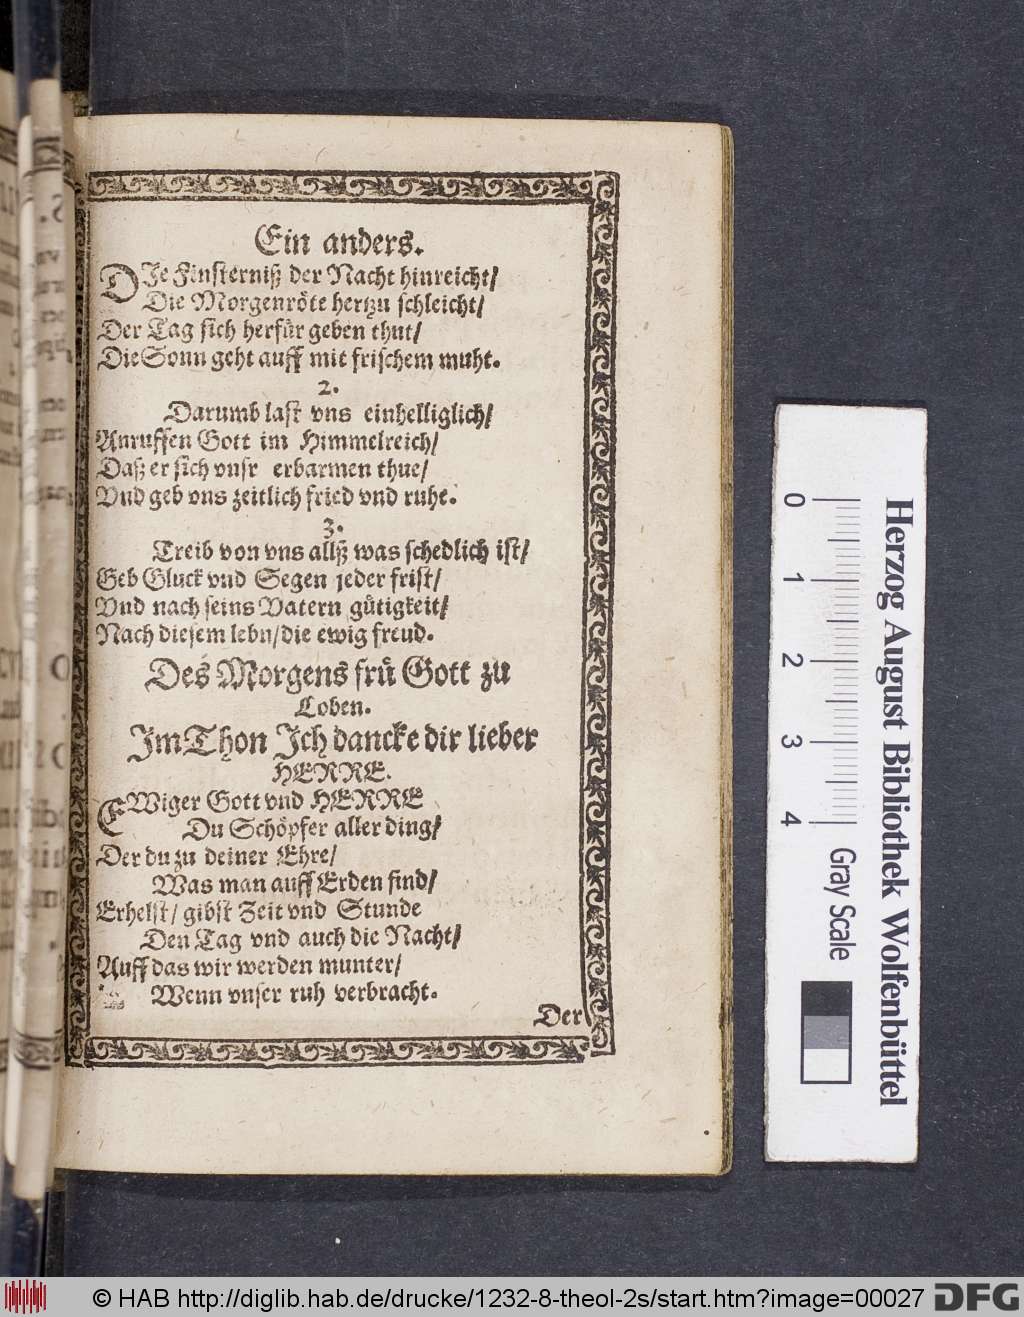 Ein anders.
DJe Finsterniß der Nacht hinreicht/
Die Morgenröte hertzu schleicht/
Der Tag sich herfür geben thut/
Die Sonn geht auff mit frischem muht.
2.
Darumb last vns einhelliglich/
Anruffen Gott im Himmelreich/
Daß er sich vnsr erbarmen thue/
Vnd geb vns zeitlich fried vnd ruhe.
3.
Treib von vns allß was schedlich ist/
Geb Gluck vnd Segen jeder frist/
Vnd nach seins Vatern gütigkeit/
Nach diesem lebn/die ewig freud.
Des Morgens frü Gott zu
Loben.
Jm Thon Jch dancke dir lieber
HERRE.
EWiger Gott vnd HERRE
Du Schöpfer aller ding/
Der du zu deiner Ehre/
Was man auff Erden find/
Erhelst/ gibst Zeit vnd Stunde
Den Tag vnd auch die Nacht/
Auff das wir werden munter/
Wenn vnser ruh verbracht.
Der
Herzog August Bibliothek Wolfenbüttel
0 1 2 3 4 Gray Scale
© HAB http://diglib.hab.de/drucke/1232-8-theol-2s/start.htm?image=00027 DFG